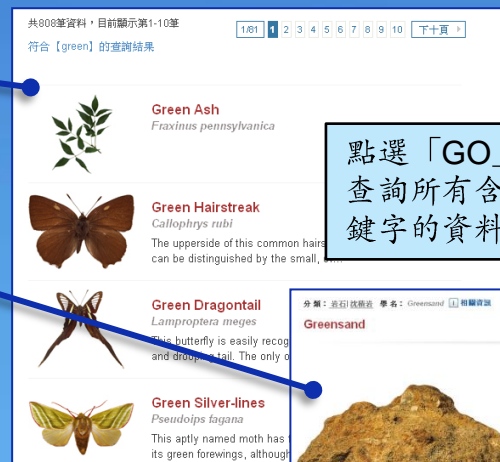 共808筆資料，目前顯示第1-10筆
1/81 1 2 3 4 5 6 7 8 9 10 下十頁
符合【green】的查詢結果
Green Ash
Fraxinus pennsylvanica
點選「GO」
查詢所有含
鍵字的資料
Green Hairstreak
Callophrys rubi
The upperside of this common hairs
can be distinguished by the small,
Green Dragontail
Lamproptera meges
This butterfly is easily recog
and drooping tail. The only o
Green Silver-lines
Pseudoips fagana
This aptly named moth has
its green forewings, although
分類：岩石|沈積岩 學名：Greensand i 相關資訊
Greensand